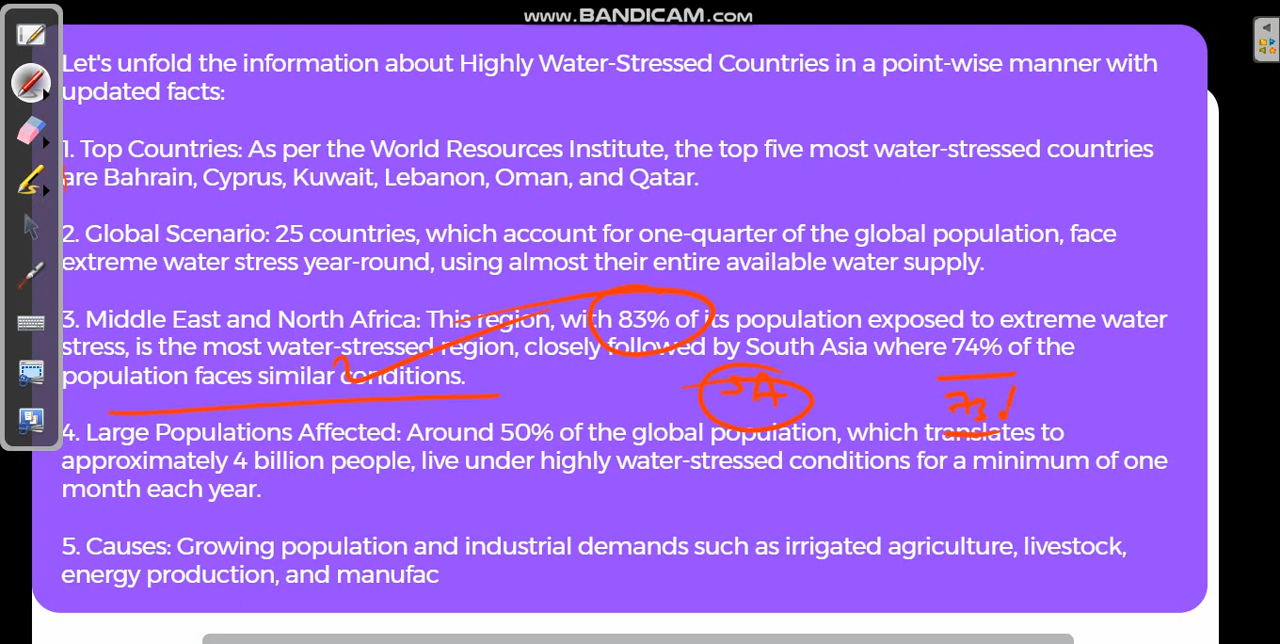 WWW.BANDICAM.COM
Let's unfold the information about Highly Water-Stressed Countries in a point-wise manner with
updated facts:
1. Top Countries: As per the World Resources Institute, the top five most water-stressed countries
are Bahrain, Cyprus, Kuwait, Lebanon, Oman, and Qatar.
2. Global Scenario: 25 countries, which account for one-quarter of the global population, face
extreme water stress year-round, using almost their entire available water supply.
3. Middle East and North Africa: This region, with 83% of its population exposed to extreme water
stress, is the most water-stressed region, closely followed by South Asia where 74% of the
population faces similar conditions.
SA
4. Large Populations Affected: Around 50% of the global population, which translates to
approximately 4 billion people, live under highly water-stressed conditions for a minimum of one
month each year.
5. Causes: Growing population and industrial demands such as irrigated agriculture, livestock,
energy production, and manufac